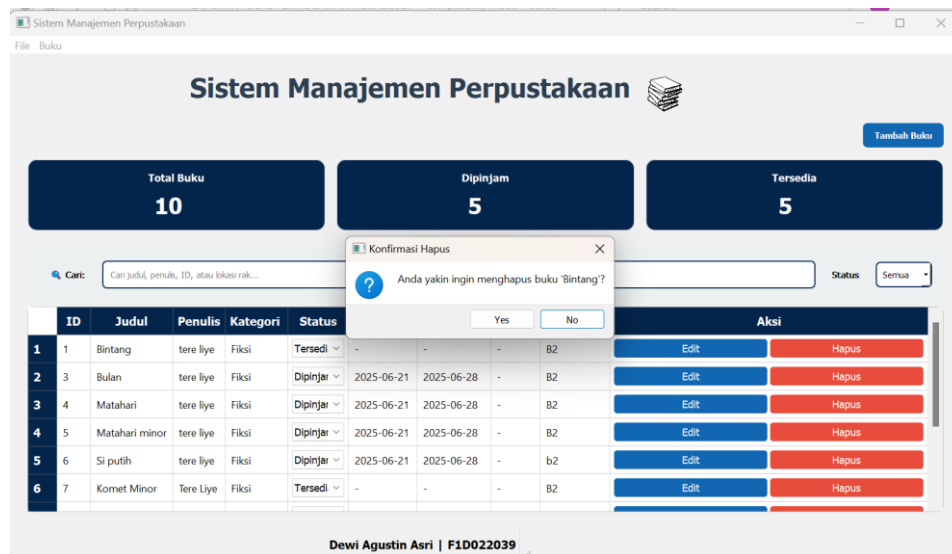 Sistem Manajemen Perpustakaan
File Buku
Sistem Manajemen Perpustakaan
Tambah Buku
Total Buku Dipinjam Tersedia
10 5 5
Konfirmasi Hapus
Anda yakin ingin menghapus buku 'Bintang'?
Yes No
Cari: Cari judul, penulis, ID, atau lokasi rak... Status Semua
ID Judul Penulis Kategori Status Aksi
1 1 Bintang tere liye Fiksi Tersedi - - - B2 Edit Hapus
2 3 Bulan tere liye Fiksi Dipinjar 2025-06-21 2025-06-28 - B2 Edit Hapus
3 4 Matahari tere liye Fiksi Dipinjar 2025-06-21 2025-06-28 - B2 Edit Hapus
4 5 Matahari minor tere liye Fiksi Dipinjar 2025-06-21 2025-06-28 - B2 Edit Hapus
5 6 Si putih tere liye Fiksi Dipinjar 2025-06-21 2025-06-28 - b2 Edit Hapus
6 7 Komet Minor Tere Liye Fiksi Tersedi - - - B2 Edit Hapus
Dewi Agustin Asri | F1D022039